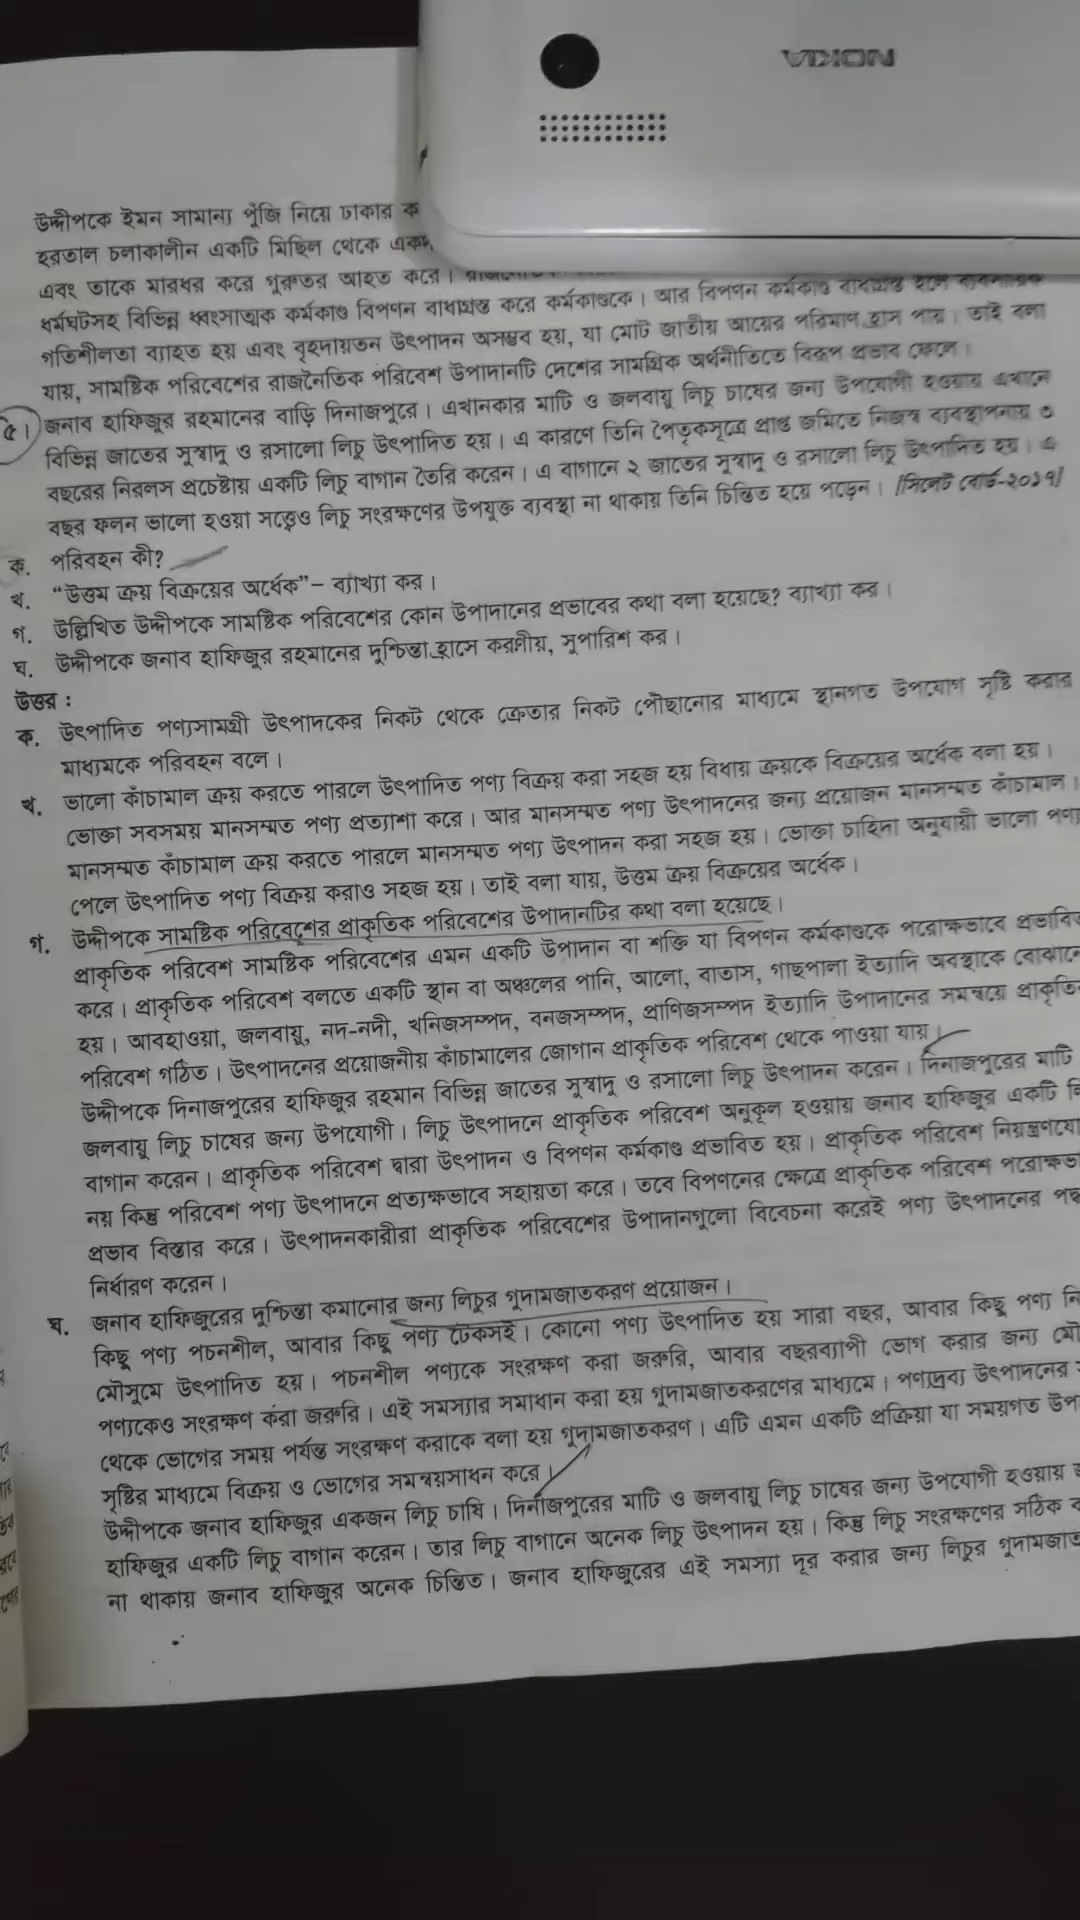 NOKIA
উদ্দীপকে ইমন সামান্য পুঁজি নিয়ে ঢাকার ক
হরতাল চলাকালীন একটি মিছিল থেকে একদ
এবং তাকে মারধর করে গুরুতর আহত করে।
ধর্মঘটসহ বিভিন্ন ধ্বংসাত্মক কর্মকাণ্ড বিপণন বাধাগ্রস্ত করে কর্মকাণ্ডকে। আর বিপণন কর্মকাণ্ড বাধাগ্রস্ত হলে
গতিশীলতা ব্যাহত হয় এবং বৃহদায়তন উৎপাদন অসম্ভব হয়, যা মোট জাতীয় আয়ের পরিমাণ হ্রাস পায়। তাই বলা
যায়, সামষ্টিক পরিবেশের রাজনৈতিক পরিবেশ উপাদানটি দেশের সামগ্রিক অর্থনীতিতে বিরূপ প্রভাব ফেলে।
৫। জনাব হাফিজুর রহমানের বাড়ি দিনাজপুরে। এখানকার মাটি ও জলবায়ু লিচু চাষের জন্য উপযোগী হওয়ায় এখানে
বিভিন্ন জাতের সুস্বাদু ও রসালো লিচু উৎপাদিত হয়। এ কারণে তিনি পৈতৃকসূত্রে প্রাপ্ত জমিতে নিজস্ব ব্যবস্থাপনায় ৩
বছরের নিরলস প্রচেষ্টায় একটি লিচু বাগান তৈরি করেন। এ বাগানে ২ জাতের সুস্বাদু ও রসালো লিচু উৎপাদিত হয়। এ
বছর ফলন ভালো হওয়া সত্ত্বেও লিচু সংরক্ষণের উপযুক্ত ব্যবস্থা না থাকায় তিনি চিন্তিত হয়ে পড়েন। [সিলেট বোর্ড-২০১৭]
ক. পরিবহন কী?
খ. “উত্তম ক্রয় বিক্রয়ের অর্ধেক”– ব্যাখ্যা কর।
গ. উল্লিখিত উদ্দীপকে সামষ্টিক পরিবেশের কোন উপাদানের প্রভাবের কথা বলা হয়েছে? ব্যাখ্যা কর।
ঘ. উদ্দীপকে জনাব হাফিজুর রহমানের দুশ্চিন্তা হ্রাসে করণীয়, সুপারিশ কর।
উত্তর :
ক. উৎপাদিত পণ্যসামগ্রী উৎপাদকের নিকট থেকে ক্রেতার নিকট পৌঁছানোর মাধ্যমে স্থানগত উপযোগ সৃষ্টি করার
মাধ্যমকে পরিবহন বলে।
খ. ভালো কাঁচামাল ক্রয় করতে পারলে উৎপাদিত পণ্য বিক্রয় করা সহজ হয় বিধায় ক্রয়কে বিক্রয়ের অর্ধেক বলা হয়।
ভোক্তা সবসময় মানসম্মত পণ্য প্রত্যাশা করে। আর মানসম্মত পণ্য উৎপাদনের জন্য প্রয়োজন মানসম্মত কাঁচামাল।
মানসম্মত কাঁচামাল ক্রয় করতে পারলে মানসম্মত পণ্য উৎপাদন করা সহজ হয়। ভোক্তা চাহিদা অনুযায়ী ভালো পণ্য
পেলে উৎপাদিত পণ্য বিক্রয় করাও সহজ হয়। তাই বলা যায়, উত্তম ক্রয় বিক্রয়ের অর্ধেক।
গ. উদ্দীপকে সামষ্টিক পরিবেশের প্রাকৃতিক পরিবেশের উপাদানটির কথা বলা হয়েছে।
প্রাকৃতিক পরিবেশ সামষ্টিক পরিবেশের এমন একটি উপাদান বা শক্তি যা বিপণন কর্মকাণ্ডকে পরোক্ষভাবে প্রভাবিত
করে। প্রাকৃতিক পরিবেশ বলতে একটি স্থান বা অঞ্চলের পানি, আলো, বাতাস, গাছপালা ইত্যাদি অবস্থাকে বোঝানো
হয়। আবহাওয়া, জলবায়ু, নদ-নদী, খনিজসম্পদ, বনজসম্পদ, প্রাণিজসম্পদ ইত্যাদি উপাদানের সমন্বয়ে প্রাকৃতি
পরিবেশ গঠিত। উৎপাদনের প্রয়োজনীয় কাঁচামালের জোগান প্রাকৃতিক পরিবেশ থেকে পাওয়া যায়।
উদ্দীপকে দিনাজপুরের হাফিজুর রহমান বিভিন্ন জাতের সুস্বাদু ও রসালো লিচু উৎপাদন করেন। দিনাজপুরের মাটি
জলবায়ু লিচু চাষের জন্য উপযোগী। লিচু উৎপাদনে প্রাকৃতিক পরিবেশ অনুকূল হওয়ায় জনাব হাফিজুর একটি লি
বাগান করেন। প্রাকৃতিক পরিবেশ দ্বারা উৎপাদন ও বিপণন কর্মকাণ্ড প্রভাবিত হয়। প্রাকৃতিক পরিবেশ নিয়ন্ত্রণযো
নয় কিন্তু পরিবেশ পণ্য উৎপাদনে প্রত্যক্ষভাবে সহায়তা করে। তবে বিপণনের ক্ষেত্রে প্রাকৃতিক পরিবেশ পরোক্ষভা
প্রভাব বিস্তার করে। উৎপাদনকারীরা প্রাকৃতিক পরিবেশের উপাদানগুলো বিবেচনা করেই পণ্য উৎপাদনের পদ্ধ
নির্ধারণ করেন।
ঘ. জনাব হাফিজুরের দুশ্চিন্তা কমানোর জন্য লিচুর গুদামজাতকরণ প্রয়োজন।
কিছু পণ্য পচনশীল, আবার কিছু পণ্য টেকসই। কোনো পণ্য উৎপাদিত হয় সারা বছর, আবার কিছু পণ্য নি
মৌসুমে উৎপাদিত হয়। পচনশীল পণ্যকে সংরক্ষণ করা জরুরি, আবার বছরব্যাপী ভোগ করার জন্য মৌ
পণ্যকেও সংরক্ষণ করা জরুরি। এই সমস্যার সমাধান করা হয় গুদামজাতকরণের মাধ্যমে। পণ্যদ্রব্য উৎপাদনের
থেকে ভোগের সময় পর্যন্ত সংরক্ষণ করাকে বলা হয় গুদামজাতকরণ। এটি এমন একটি প্রক্রিয়া যা সময়গত উপ
সৃষ্টির মাধ্যমে বিক্রয় ও ভোগের সমন্বয়সাধন করে।
উদ্দীপকে জনাব হাফিজুর একজন লিচু চাষি। দিনাজপুরের মাটি ও জলবায়ু লিচু চাষের জন্য উপযোগী হওয়ায়
হাফিজুর একটি লিচু বাগান করেন। তার লিচু বাগানে অনেক লিচু উৎপাদন হয়। কিন্তু লিচু সংরক্ষণের সঠিক
না থাকায় জনাব হাফিজুর অনেক চিন্তিত। জনাব হাফিজুরের এই সমস্যা দূর করার জন্য লিচুর গুদামজাত